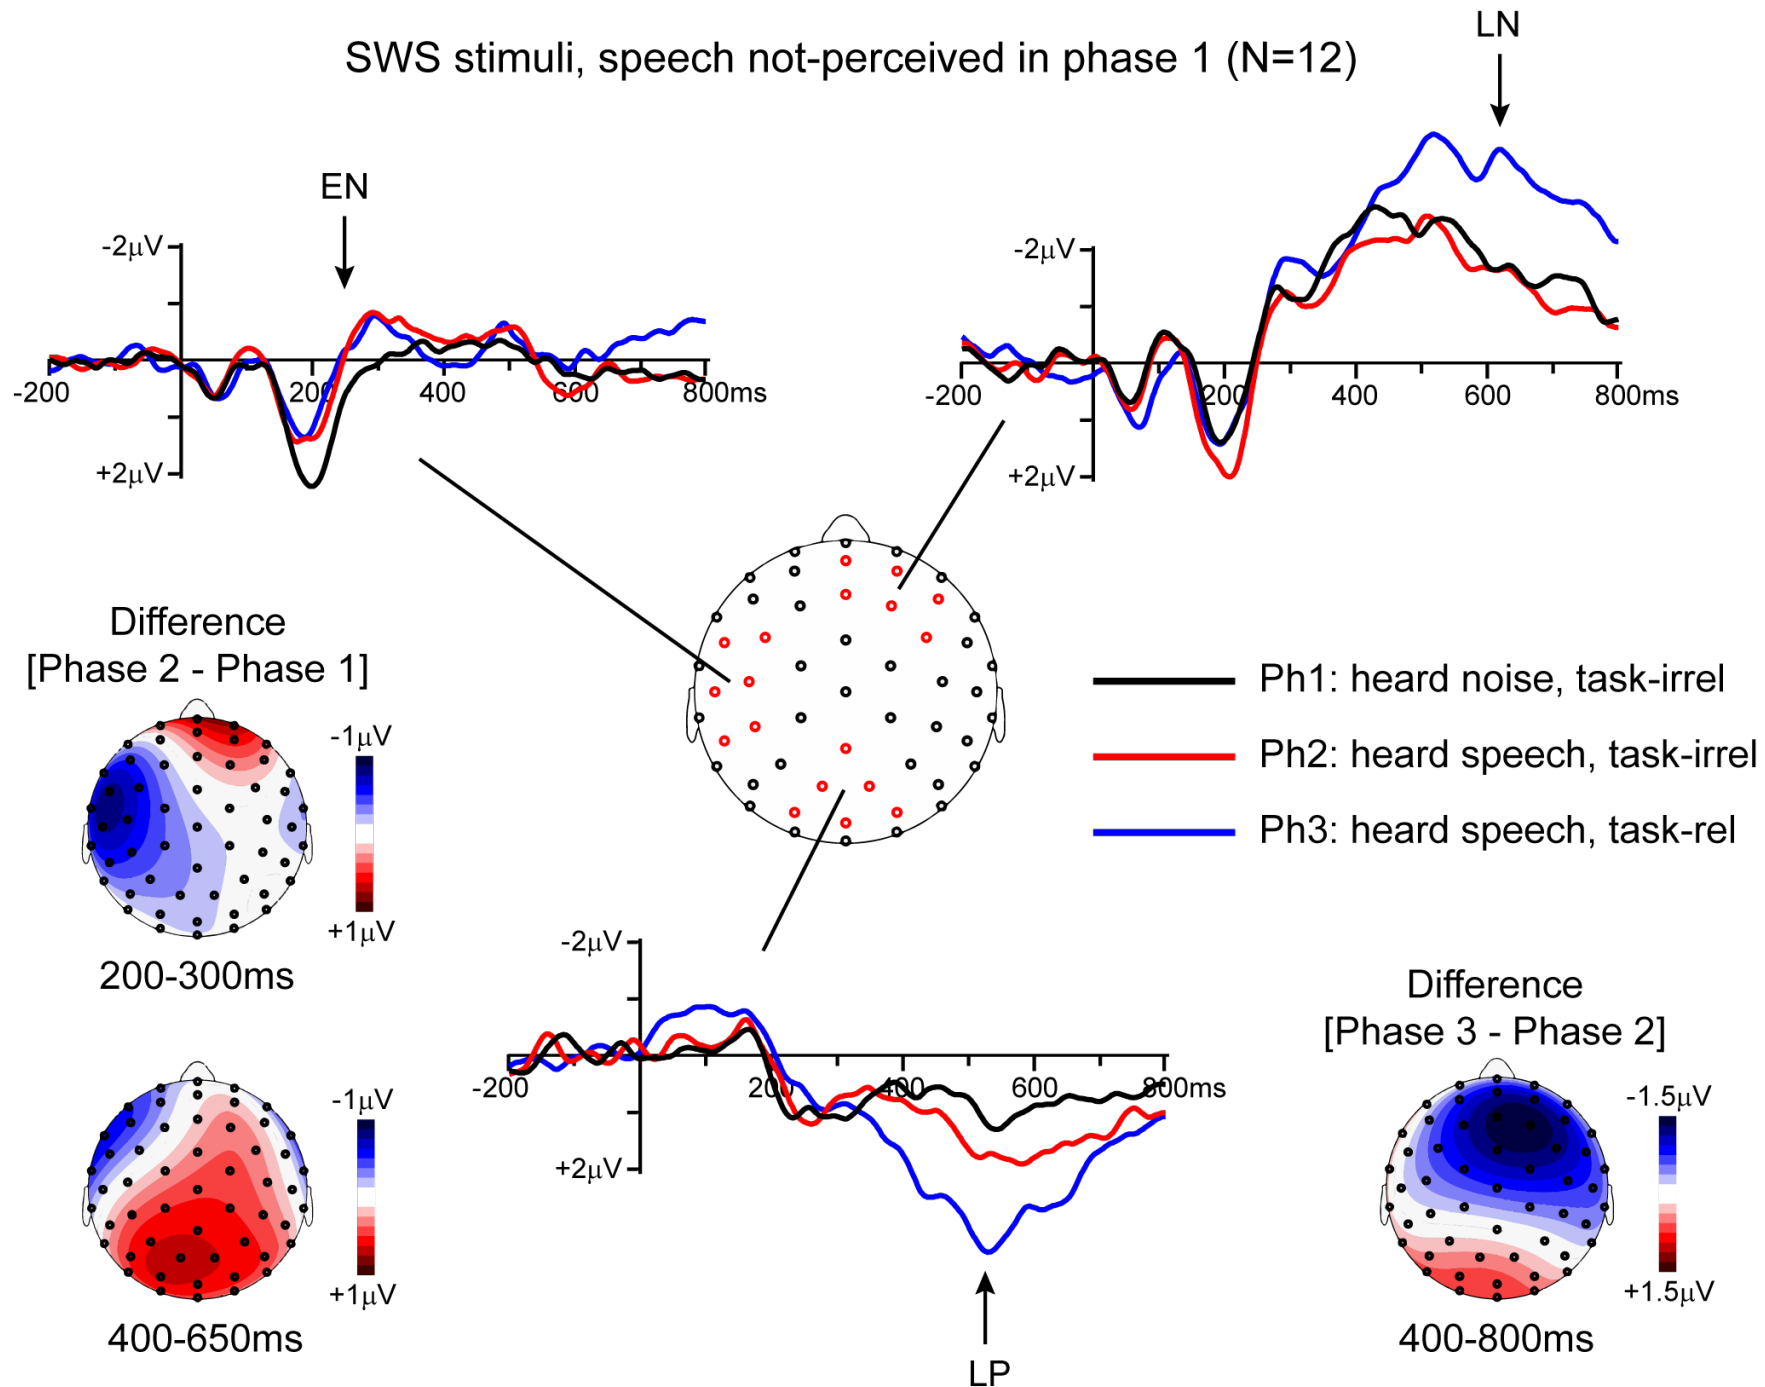 SWS stimuli, speech not-perceived in phase 1 (N=12)
LN
EN
-2μV
+2μV
-200
200
400
600
800ms
-2μV
+2μV
-200
200
400
600
800ms
Difference
[Phase 2 - Phase 1]
-1μV
+1μV
200-300ms
-1μV
+1μV
400-650ms
Ph1: heard noise, task-irrel
Ph2: heard speech, task-irrel
Ph3: heard speech, task-rel
-2μV
+2μV
-200
200
400
600
800ms
LP
Difference
[Phase 3 - Phase 2]
-1.5μV
+1.5μV
400-800ms